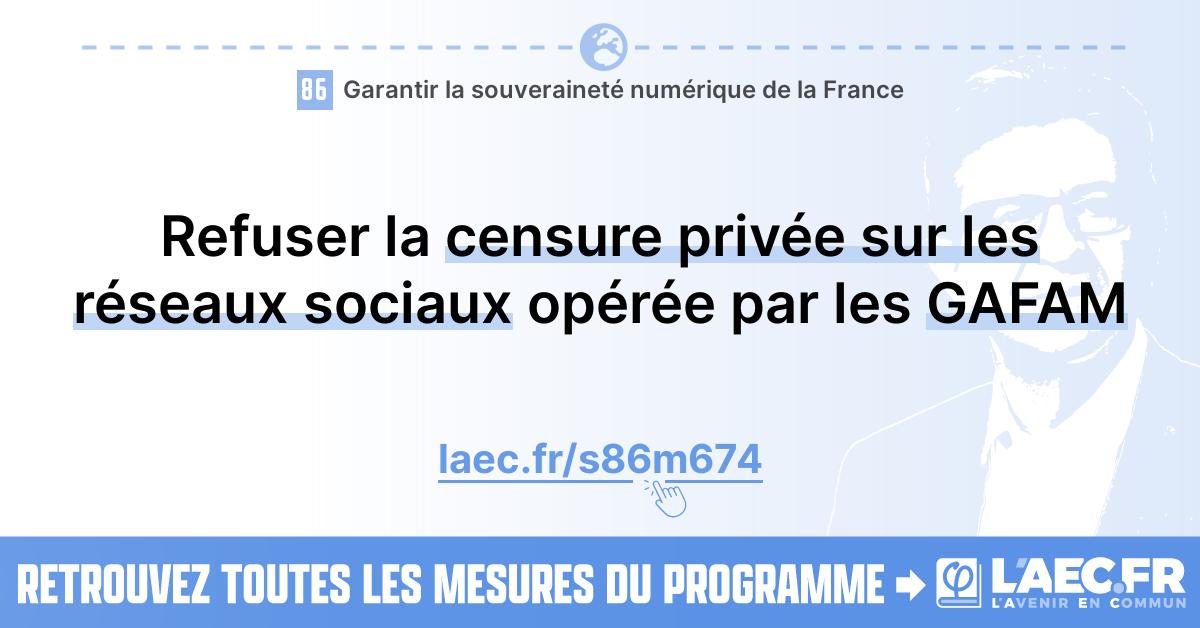 86 Garantir la souveraineté numérique de la France
Refuser la censure privée sur les
réseaux sociaux opérée par les GAFAM
laec.fr/s86m674
RETROUVEZ TOUTES LES MESURES DU PROGRAMME → φ L'AEC.FR
L'AVENIR EN COMMUN